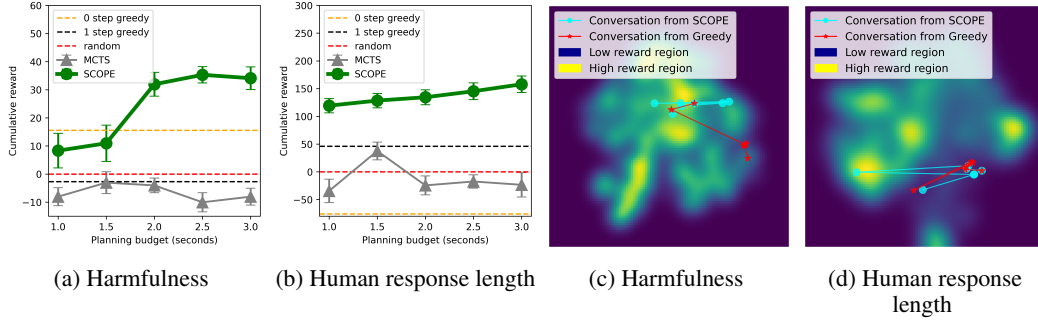 60
50
40
30
20
10
0
−10
Cumulative reward
0 step greedy
1 step greedy
random
MCTS
SCOPE
1.0 1.5 2.0 2.5 3.0
Planning budget (seconds)
(a) Harmfulness
300
250
200
150
100
50
0
−50
Cumulative reward
0 step greedy
1 step greedy
random
MCTS
SCOPE
1.0 1.5 2.0 2.5 3.0
Planning budget (seconds)
(b) Human response length
Conversation from SCOPE
Conversation from Greedy
Low reward region
High reward region
(c) Harmfulness
Conversation from SCOPE
Conversation from Greedy
Low reward region
High reward region
(d) Human response
length